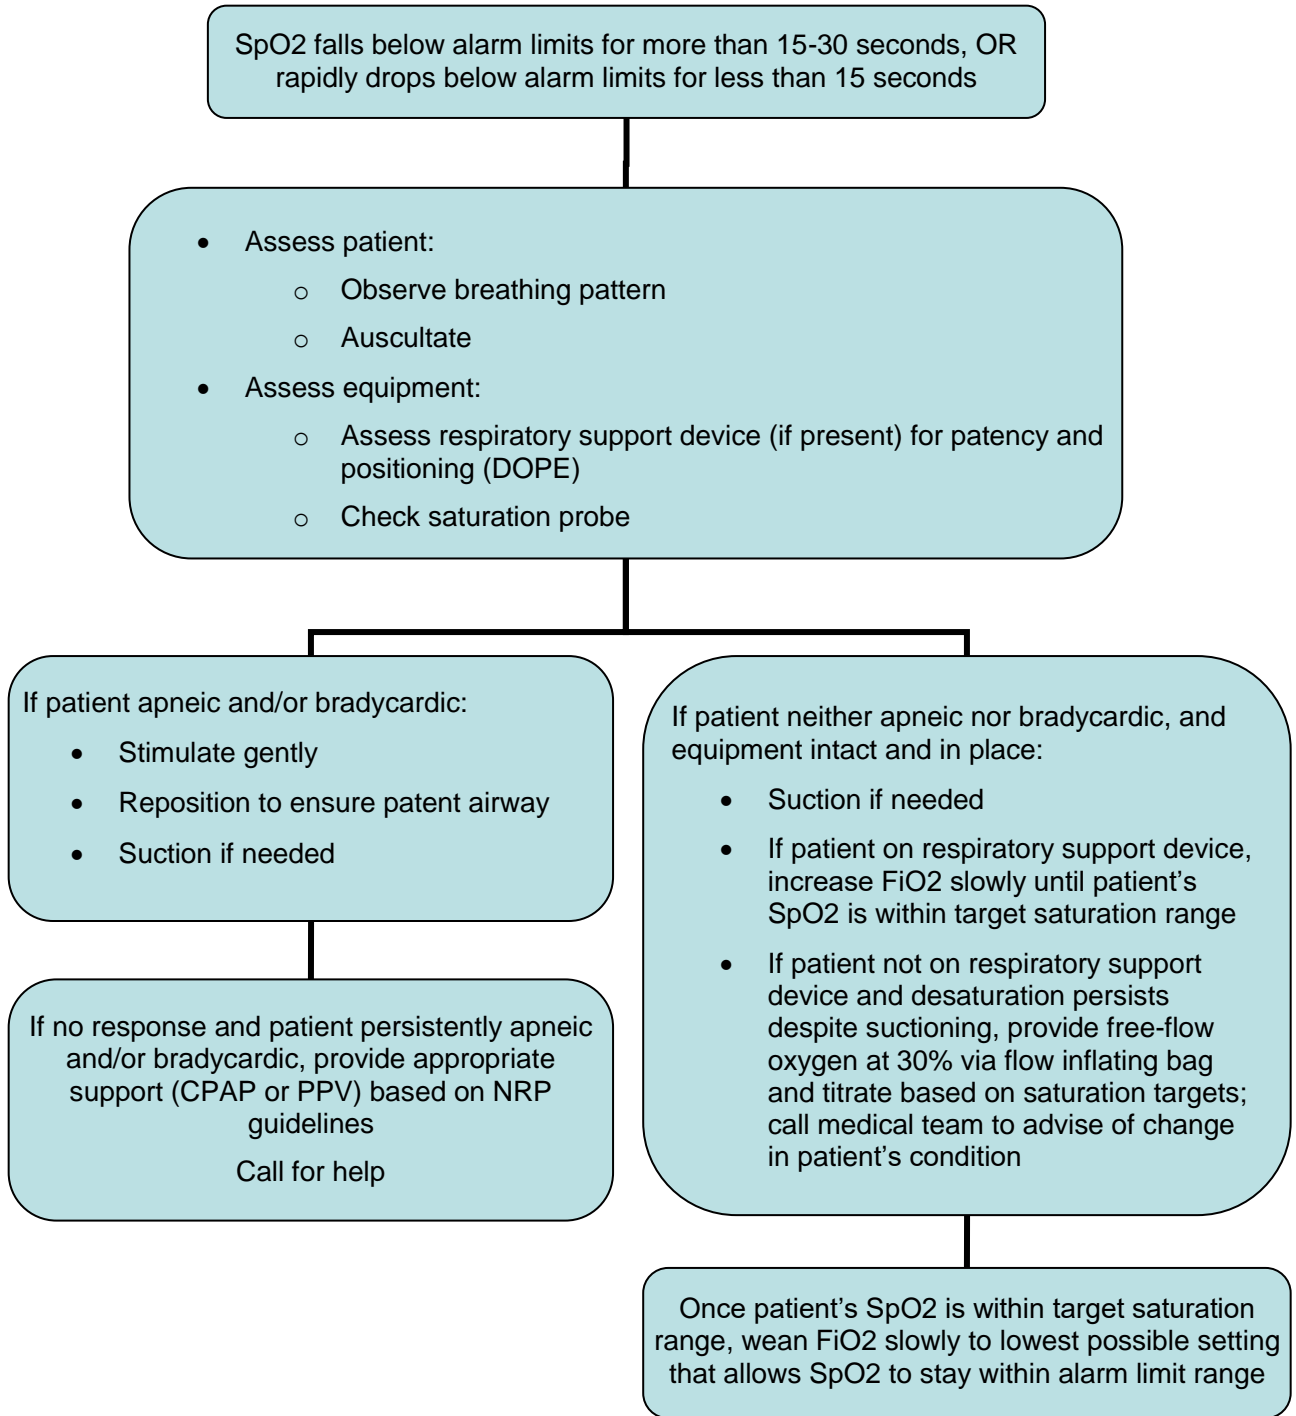 SpO2 falls below alarm limits for more than 15-30 seconds, OR
rapidly drops below alarm limits for less than 15 seconds
• Assess patient:
o Observe breathing pattern
o Auscultate
• Assess equipment:
o Assess respiratory support device (if present) for patency and
positioning (DOPE)
o Check saturation probe
If patient apneic and/or bradycardic:
• Stimulate gently
• Reposition to ensure patent airway
• Suction if needed
If no response and patient persistently apneic
and/or bradycardic, provide appropriate
support (CPAP or PPV) based on NRP
guidelines
Call for help
If patient neither apneic nor bradycardic, and
equipment intact and in place:
• Suction if needed
• If patient on respiratory support device,
increase FiO2 slowly until patient’s
SpO2 is within target saturation range
• If patient not on respiratory support
device and desaturation persists
despite suctioning, provide free-flow
oxygen at 30% via flow inflating bag
and titrate based on saturation targets;
call medical team to advise of change
in patient’s condition
Once patient’s SpO2 is within target saturation
range, wean FiO2 slowly to lowest possible setting
that allows SpO2 to stay within alarm limit range